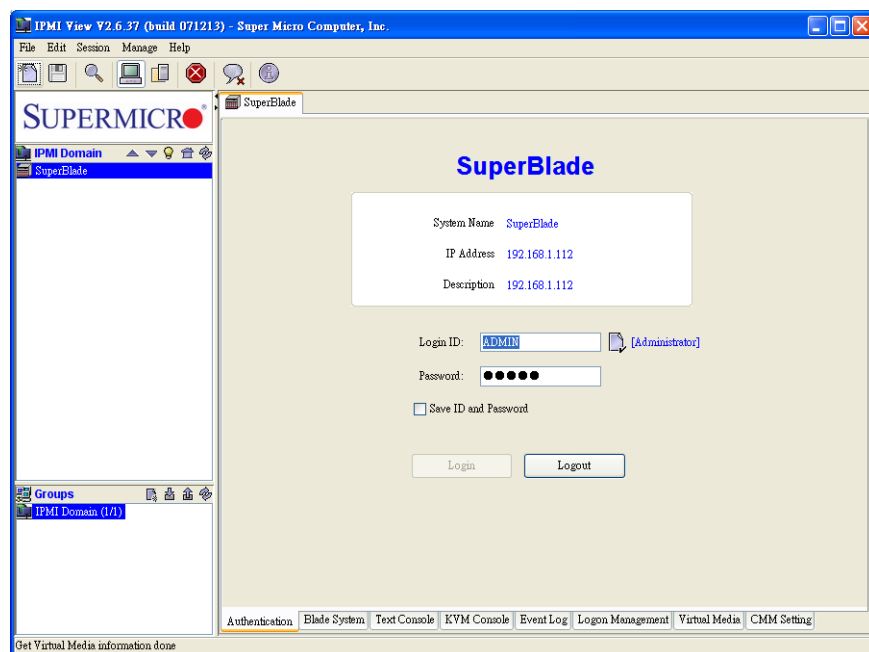 IPMI View V2.6.37 (build 071213) - Super Micro Computer, Inc.
File Edit Session Manage Help
SUPERMICRO
SuperBlade
IPMI Domain
SuperBlade
SuperBlade
System Name SuperBlade
IP Address 192.168.1.112
Description 192.168.1.112
Login ID: ADMIN [Administrator]
Password: ●●●●●
Save ID and Password
Login Logout
Groups
IPMI Domain (1/1)
Authentication Blade System Text Console KVM Console Event Log Logon Management Virtual Media CMM Setting
Get Virtual Media information done